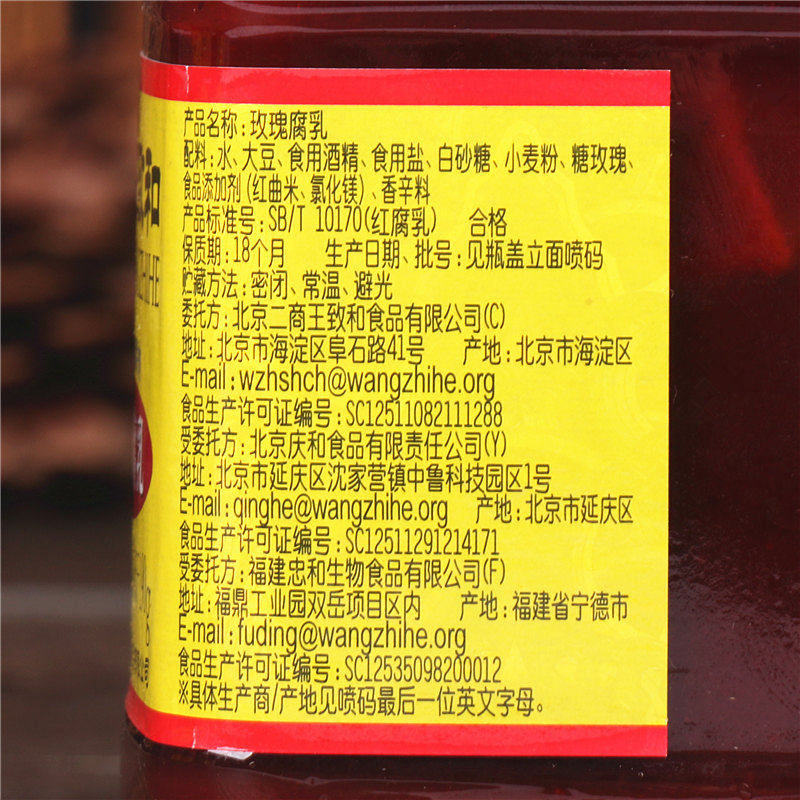 产品名称：玫瑰腐乳
配料：水、大豆、食用酒精、食用盐、白砂糖、小麦粉、糖玫瑰、
食品添加剂（红曲米、氯化镁）、香辛料
产品标准号：SB/T 10170(红腐乳) 合格
保质期：18个月 生产日期、批号：见瓶盖立面喷码
贮藏方法：密闭、常温、避光
委托方：北京二商王致和食品有限公司(C)
地址：北京市海淀区阜石路41号 产地：北京市海淀区
E-mail：wzhshch@wangzhihe.org
食品生产许可证编号：SC12511082111288
受委托方：北京庆和食品有限责任公司(Y)
地址：北京市延庆区沈家营镇中鲁科技园区1号
E-mail：qinghe@wangzhihe.org 产地：北京市延庆区
食品生产许可证编号：SC12511291214171
受委托方：福建忠和生物食品有限公司(F)
地址：福鼎工业园双岳项目区内 产地：福建省宁德市
E-mail：fuding@wangzhihe.org
食品生产许可证编号：SC12535098200012
※具体生产商/产地见喷码最后一位英文字母。